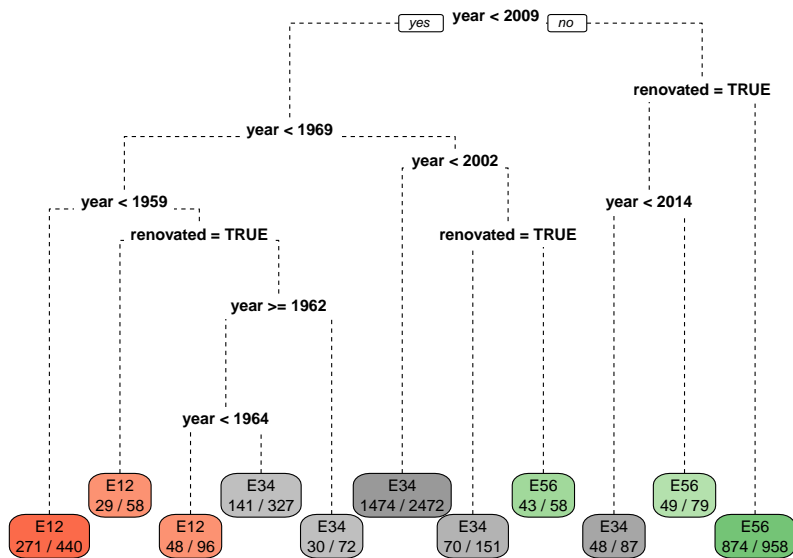 yes year < 2009 no
renovated = TRUE
year < 1969
year < 2002
year < 1959
year < 2014
renovated = TRUE
renovated = TRUE
year >= 1962
year < 1964
E12
29 / 58
E34
141 / 327
E34
1474 / 2472
E56
43 / 58
E56
49 / 79
E12
271 / 440
E12
48 / 96
E34
30 / 72
E34
70 / 151
E34
48 / 87
E56
874 / 958